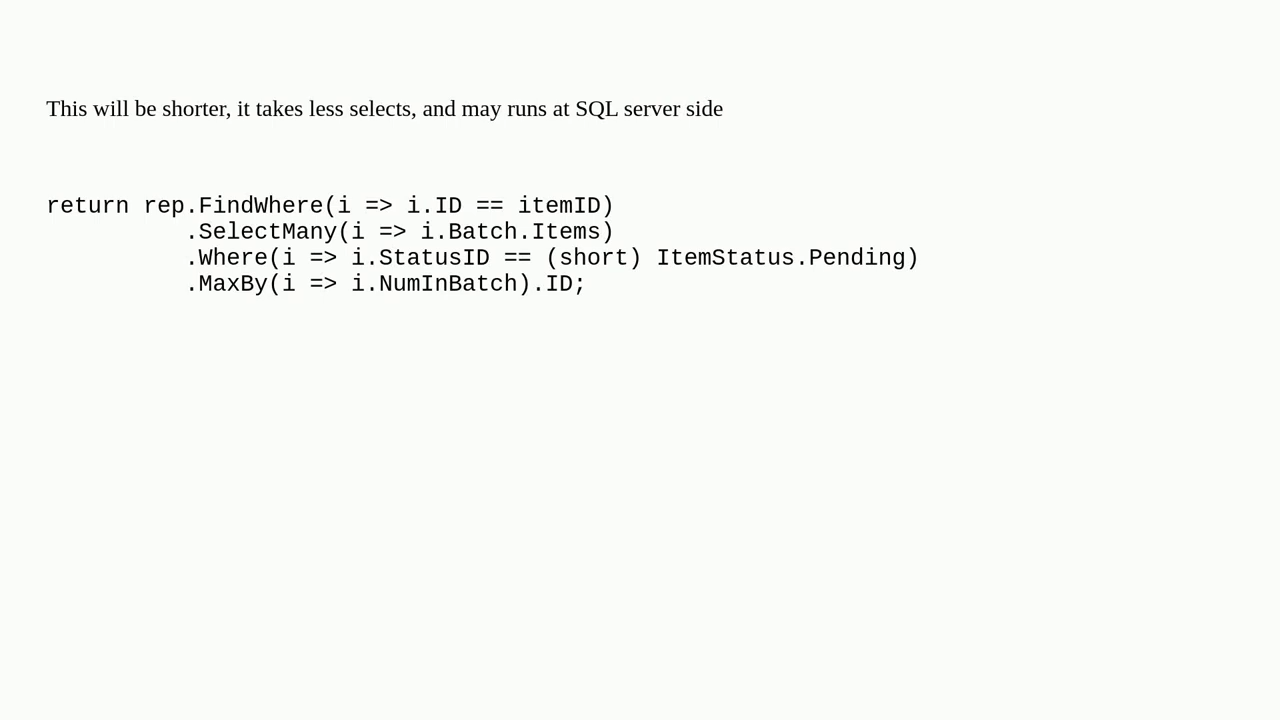 This will be shorter, it takes less selects, and may runs at SQL server side
return rep.FindWhere(i => i.ID == itemID)
          .SelectMany(i => i.Batch.Items)
          .Where(i => i.StatusID == (short) ItemStatus.Pending)
          .MaxBy(i => i.NumInBatch).ID;